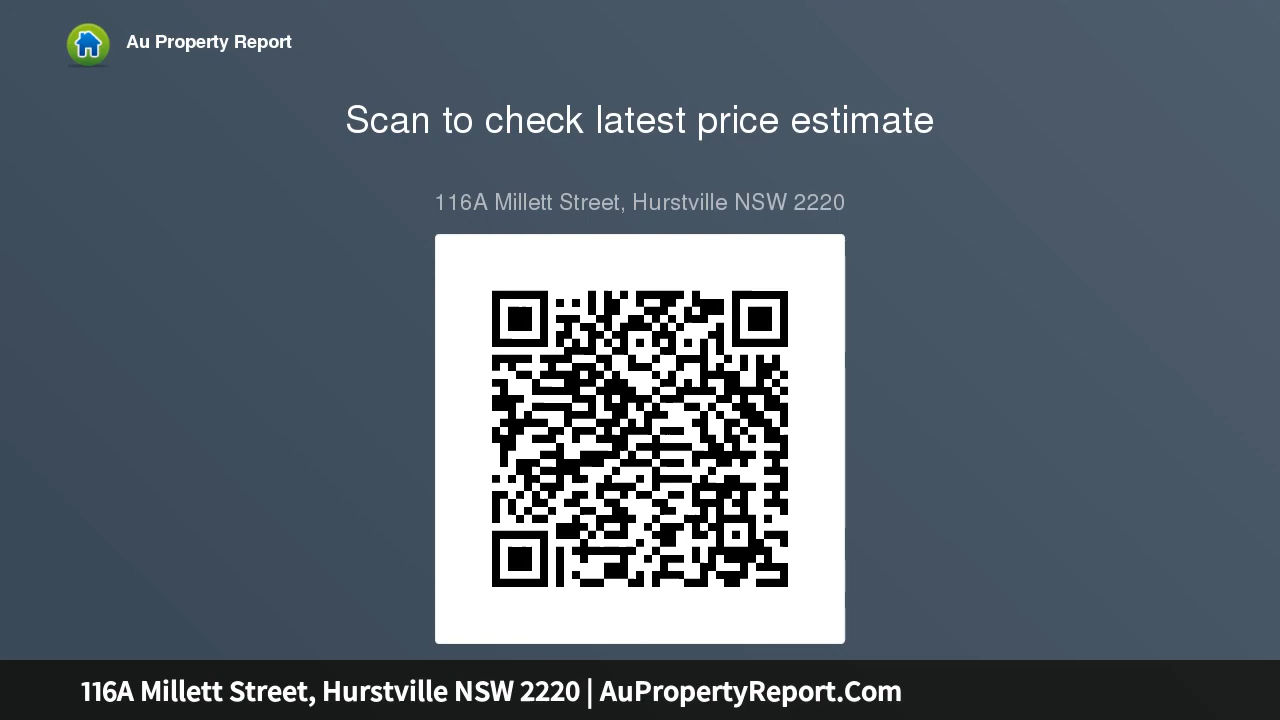 Au Property Report
Scan to check latest price estimate
116A Millett Street, Hurstville NSW 2220
116A Millett Street, Hurstville NSW 2220 | AuPropertyReport.Com